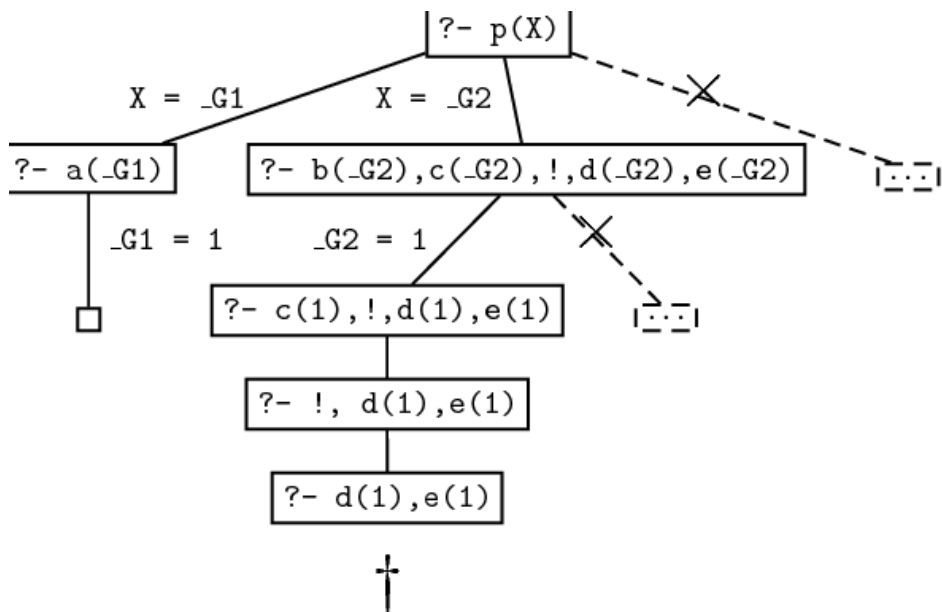 ?- p(X)
X = _G1
X = _G2
?- a(_G1)
?- b(_G2),c(_G2),!,d(_G2),e(_G2)
...
_G1 = 1
_G2 = 1
?- c(1),!,d(1),e(1)
...
?- !, d(1),e(1)
?- d(1),e(1)
†